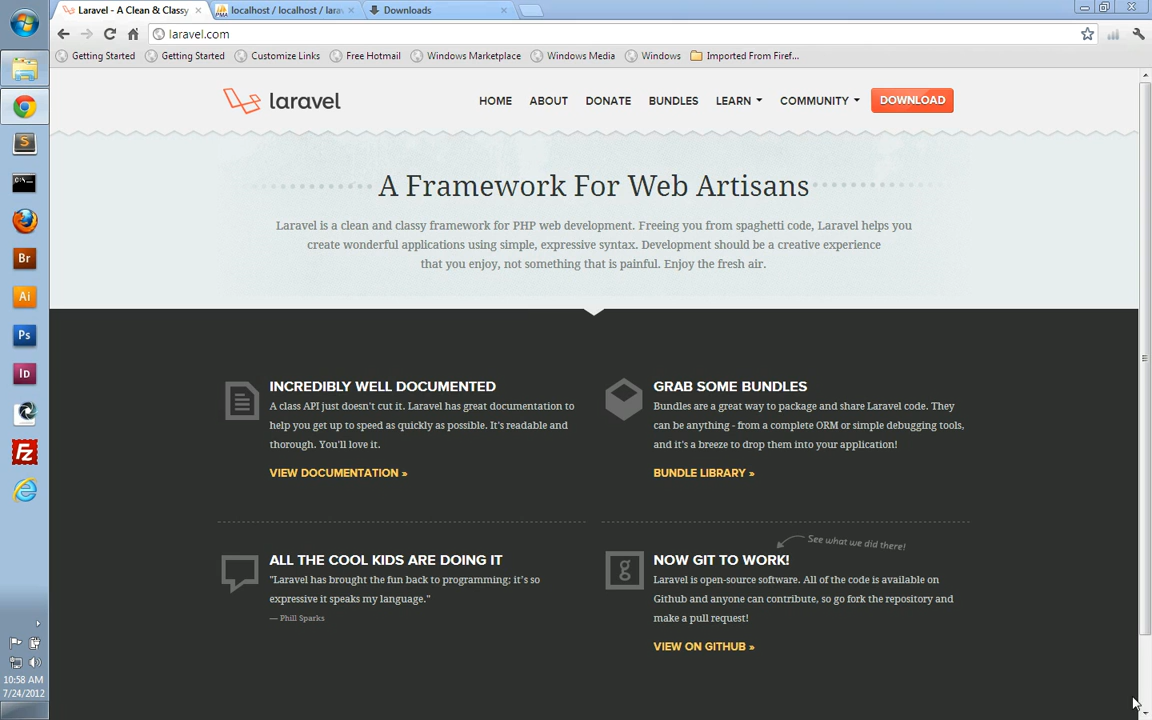 Laravel - A Clean & Classy
localhost / localhost / larav
Downloads
laravel.com
Getting Started
Getting Started
Customize Links
Free Hotmail
Windows Marketplace
Windows Media
Windows
Imported From Firef...
laravel
HOME
ABOUT
DONATE
BUNDLES
LEARN
COMMUNITY
DOWNLOAD
A Framework For Web Artisans
Laravel is a clean and classy framework for PHP web development. Freeing you from spaghetti code, Laravel helps you
create wonderful applications using simple, expressive syntax. Development should be a creative experience
that you enjoy, not something that is painful. Enjoy the fresh air.
INCREDIBLY WELL DOCUMENTED
A class API just doesn't cut it. Laravel has great documentation to
help you get up to speed as quickly as possible. It's readable and
thorough. You'll love it.
VIEW DOCUMENTATION »
GRAB SOME BUNDLES
Bundles are a great way to package and share Laravel code. They
can be anything - from a complete ORM or simple debugging tools,
and it's a breeze to drop them into your application!
BUNDLE LIBRARY »
ALL THE COOL KIDS ARE DOING IT
"Laravel has brought the fun back to programming; it's so
expressive it speaks my language."
— Phill Sparks
See what we did there!
NOW GIT TO WORK!
Laravel is open-source software. All of the code is available on
Github and anyone can contribute, so go fork the repository and
make a pull request!
VIEW ON GITHUB »
S
C:\
Br
Ai
Ps
Id
Fz
10:58 AM
7/24/2012